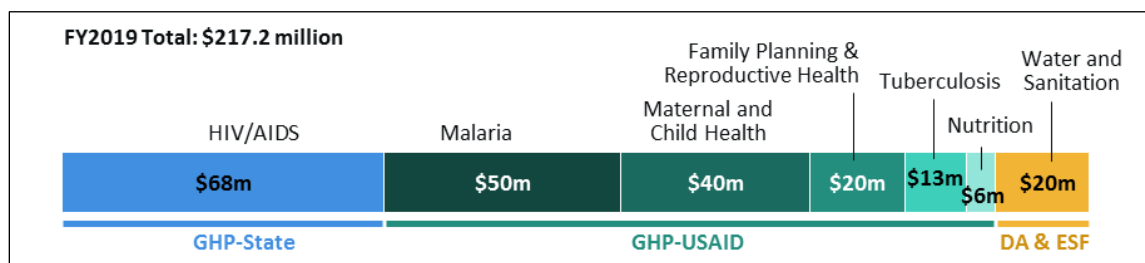 FY2019 Total: $217.2 million
Family Planning &
Reproductive Health
Water and
Sanitation
Tuberculosis
HIV/AIDS
Malaria
Maternal and
Child Health
Nutrition
$68m
$50m
$40m
$20m
$13m
$6m
$20m
GHP-State
GHP-USAID
DA & ESF